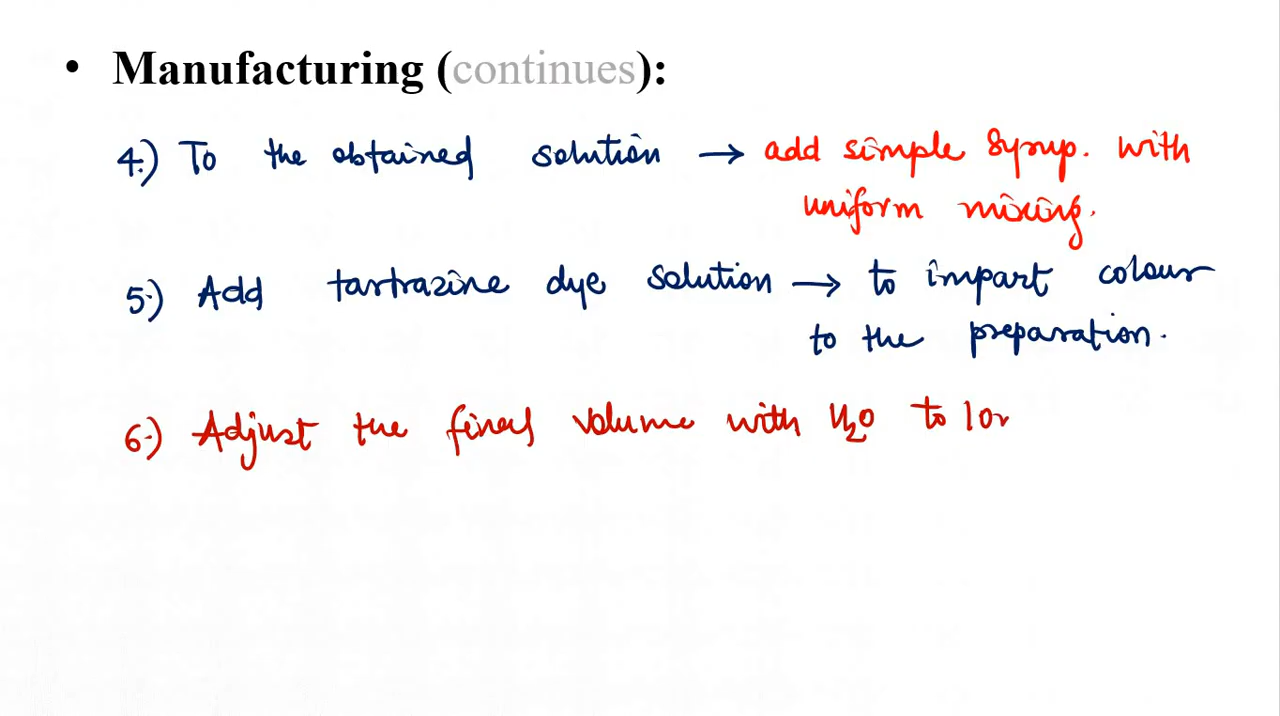 • Manufacturing (continues):
4.) To the obtained solution → add simple syrup. with
uniform mixing.
5.) Add tartrazine dye solution → to impart colour
to the preparation.
6.) Adjust the final volume with H₂O to 10